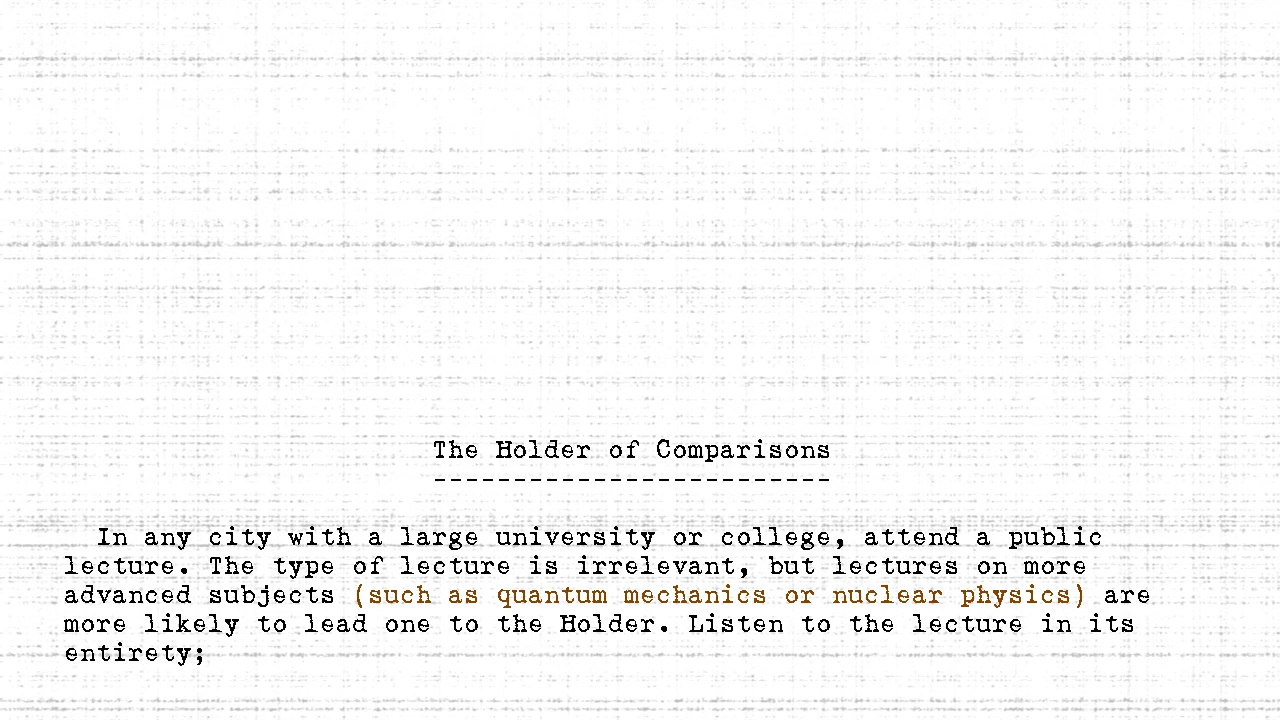 The Holder of Comparisons
-------------------------
In any city with a large university or college, attend a public
lecture. The type of lecture is irrelevant, but lectures on more
advanced subjects (such as quantum mechanics or nuclear physics) are
more likely to lead one to the Holder. Listen to the lecture in its
entirety;